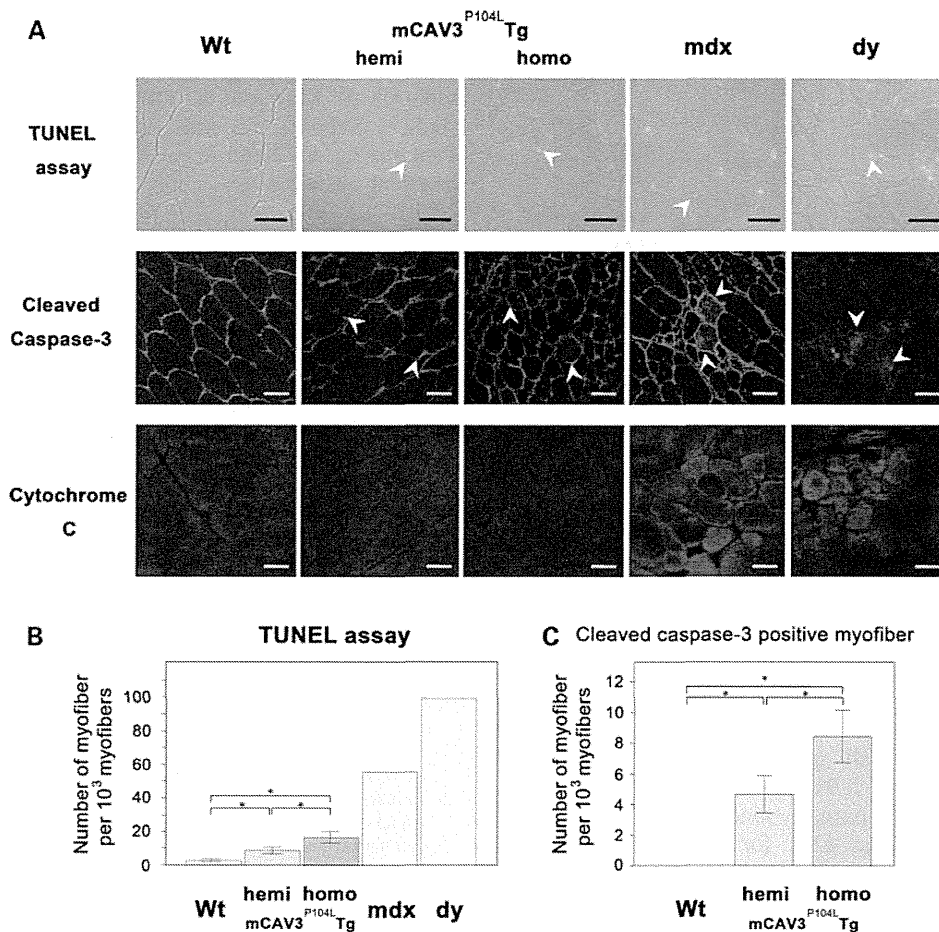 A
Wt
mCAV3P104LTg
hemi
homo
mdx
dy
TUNEL
assay
Cleaved
Caspase-3
Cytochrome
C
B
TUNEL assay
Number of myofiber
per 10³ myofibers
100
80
60
40
20
0
*
*
*
Wt
hemi
homo
mCAV3P104LTg
mdx
dy
C
Cleaved caspase-3 positive myofiber
Number of myofiber
per 10³ myofibers
12
10
8
6
4
2
0
*
*
*
Wt
hemi
homo
mCAV3P104LTg